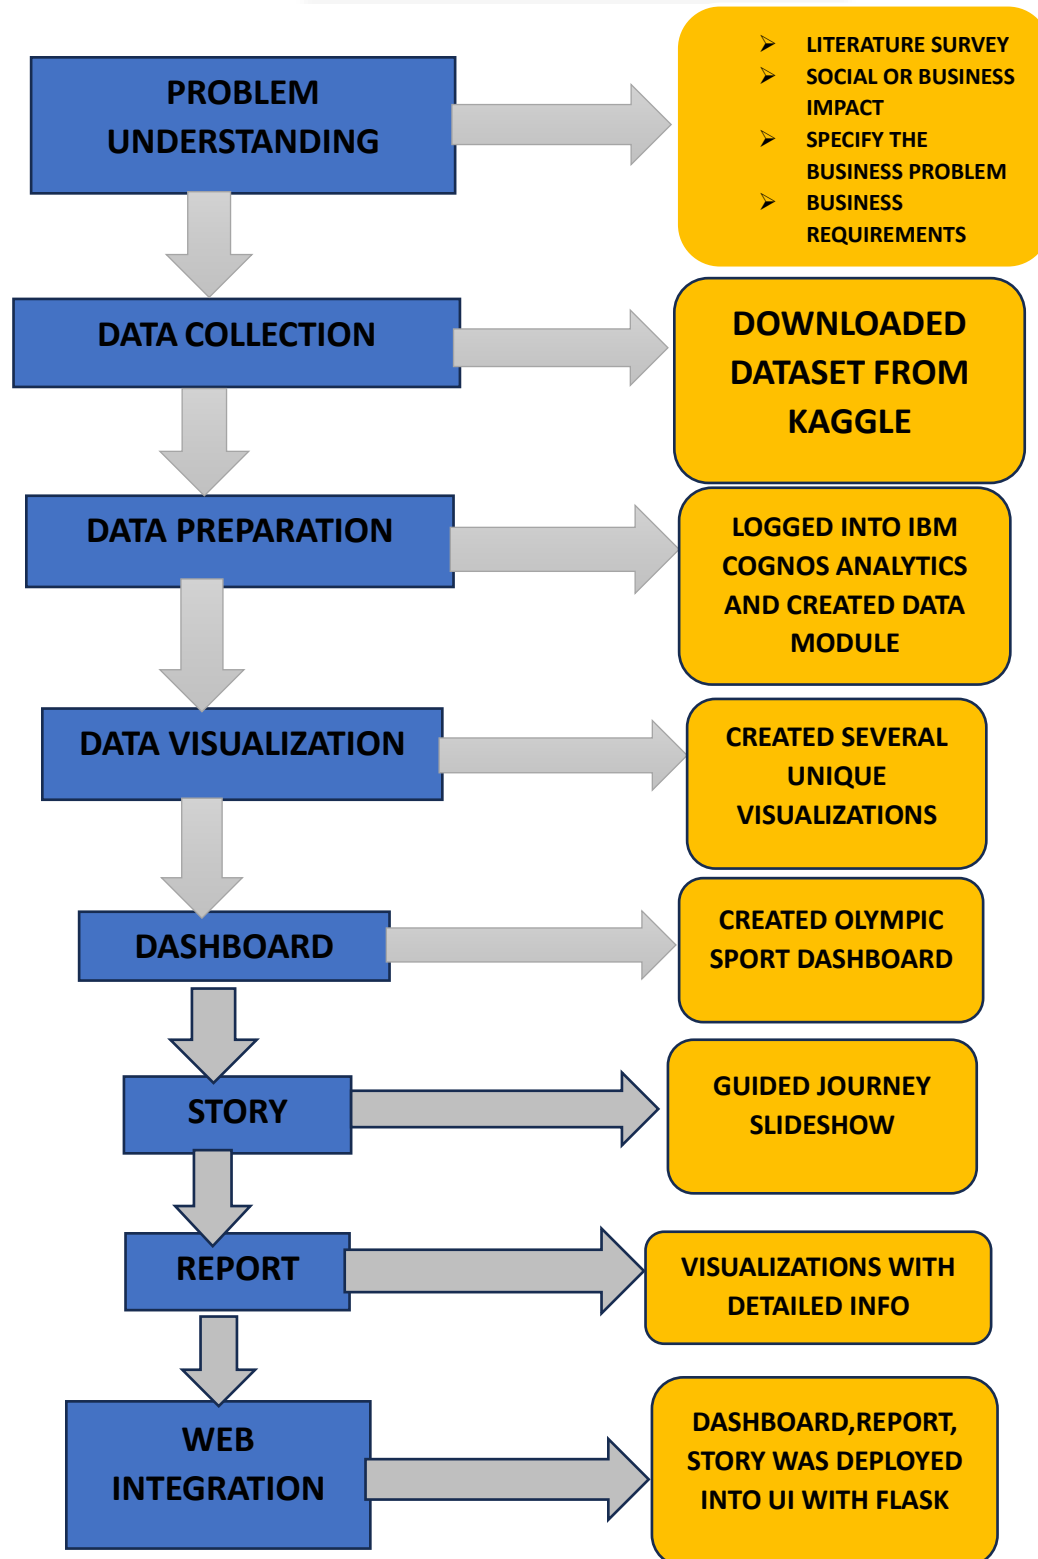 PROBLEM
UNDERSTANDING
➢ LITERATURE SURVEY
➢ SOCIAL OR BUSINESS
IMPACT
➢ SPECIFY THE
BUSINESS PROBLEM
➢ BUSINESS
REQUIREMENTS
DATA COLLECTION
DOWNLOADED
DATASET FROM
KAGGLE
DATA PREPARATION
LOGGED INTO IBM
COGNOS ANALYTICS
AND CREATED DATA
MODULE
DATA VISUALIZATION
CREATED SEVERAL
UNIQUE
VISUALIZATIONS
DASHBOARD
CREATED OLYMPIC
SPORT DASHBOARD
STORY
GUIDED JOURNEY
SLIDESHOW
REPORT
VISUALIZATIONS WITH
DETAILED INFO
WEB
INTEGRATION
DASHBOARD,REPORT,
STORY WAS DEPLOYED
INTO UI WITH FLASK